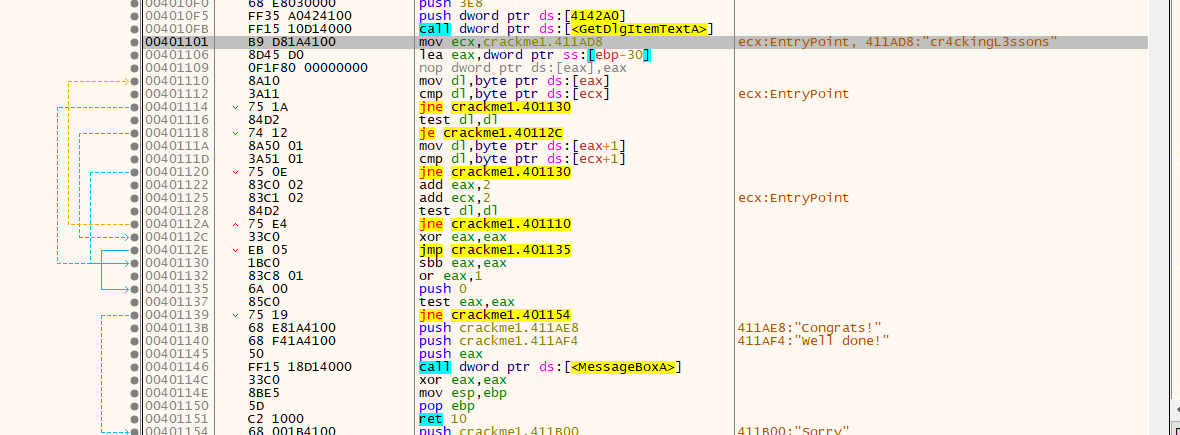 004010F0 68 E8030000 push 3E8
004010F5 FF35 A0424100 push dword ptr ds:[4142A0]
004010FB FF15 10D14000 call dword ptr ds:[<GetDlgItemTextA>]
00401101 B9 D81A4100 mov ecx,crackme1.411AD8 ecx:EntryPoint, 411AD8:"cr4ckingL3ssons"
00401106 8D45 D0 lea eax,dword ptr ss:[ebp-30]
00401109 0F1F80 00000000 nop dword ptr ds:[eax],eax
00401110 8A10 mov dl,byte ptr ds:[eax]
00401112 3A11 cmp dl,byte ptr ds:[ecx] ecx:EntryPoint
00401114 75 1A jne crackme1.401130
00401116 84D2 test dl,dl
00401118 74 12 je crackme1.40112C
0040111A 8A50 01 mov dl,byte ptr ds:[eax+1]
0040111D 3A51 01 cmp dl,byte ptr ds:[ecx+1]
00401120 75 0E jne crackme1.401130
00401122 83C0 02 add eax,2
00401125 83C1 02 add ecx,2 ecx:EntryPoint
00401128 84D2 test dl,dl
0040112A 75 E4 jne crackme1.401110
0040112C 33C0 xor eax,eax
0040112E EB 05 jmp crackme1.401135
00401130 1BC0 sbb eax,eax
00401132 83C8 01 or eax,1
00401135 6A 00 push 0
00401137 85C0 test eax,eax
00401139 75 19 jne crackme1.401154
0040113B 68 E81A4100 push crackme1.411AE8 411AE8:"Congrats!"
00401140 68 F41A4100 push crackme1.411AF4 411AF4:"Well done!"
00401145 50 push eax
00401146 FF15 18D14000 call dword ptr ds:[<MessageBoxA>]
0040114C 33C0 xor eax,eax
0040114E 8BE5 mov esp,ebp
00401150 5D pop ebp
00401151 C2 1000 ret 10
00401154 68 001B4100 push crackme1.411B00 411B00:"Sorry"